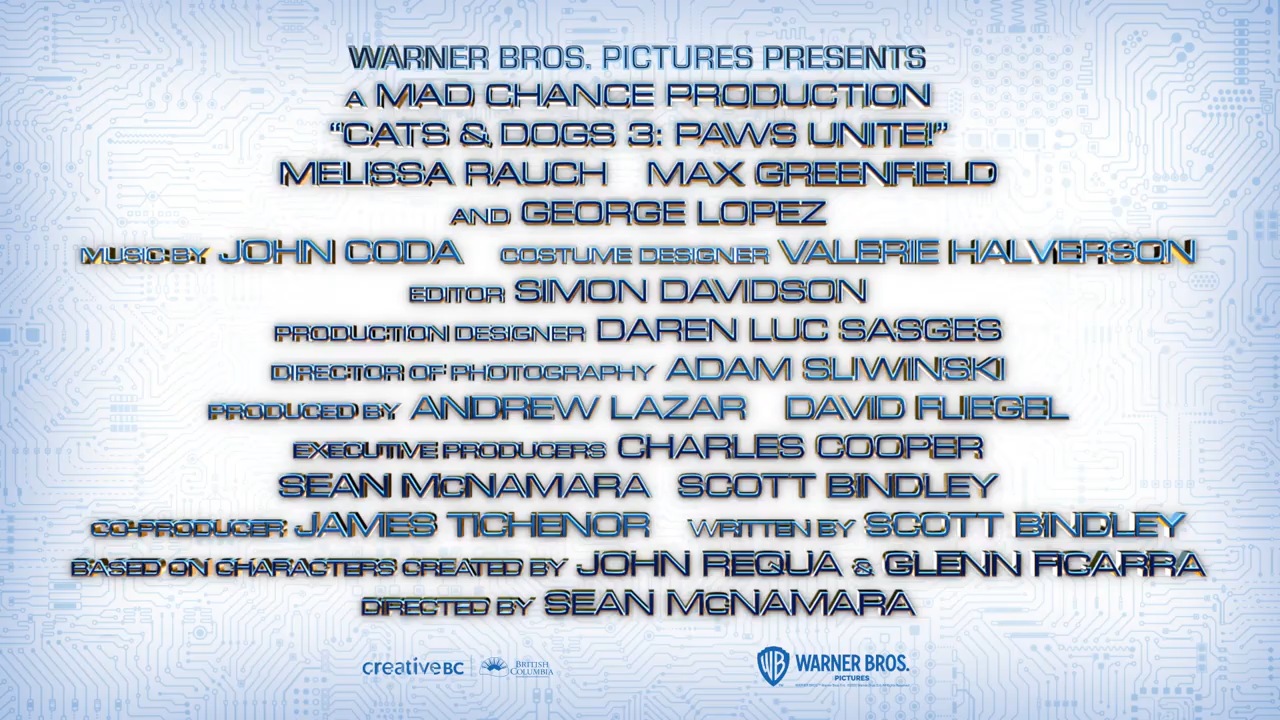 WARNER BROS. PICTURES PRESENTS
A MAD CHANCE PRODUCTION
“CATS & DOGS 3: PAWS UNITE!”
MELISSA RAUCH MAX GREENFIELD
AND GEORGE LOPEZ
MUSIC BY JOHN CODA COSTUME DESIGNER VALERIE HALVERSON
EDITOR SIMON DAVIDSON
PRODUCTION DESIGNER DAREN LUC SASGES
DIRECTOR OF PHOTOGRAPHY ADAM SLIWINSKI
PRODUCED BY ANDREW LAZAR DAVID FLIEGEL
EXECUTIVE PRODUCERS CHARLES COOPER
SEAN McNAMARA SCOTT BINDLEY
CO-PRODUCER JAMES TICHENOR WRITTEN BY SCOTT BINDLEY
BASED ON CHARACTERS CREATED BY JOHN REQUA & GLENN FICARRA
DIRECTED BY SEAN McNAMARA
creativeBC BRITISH COLUMBIA
WB WARNER BROS.
PICTURES